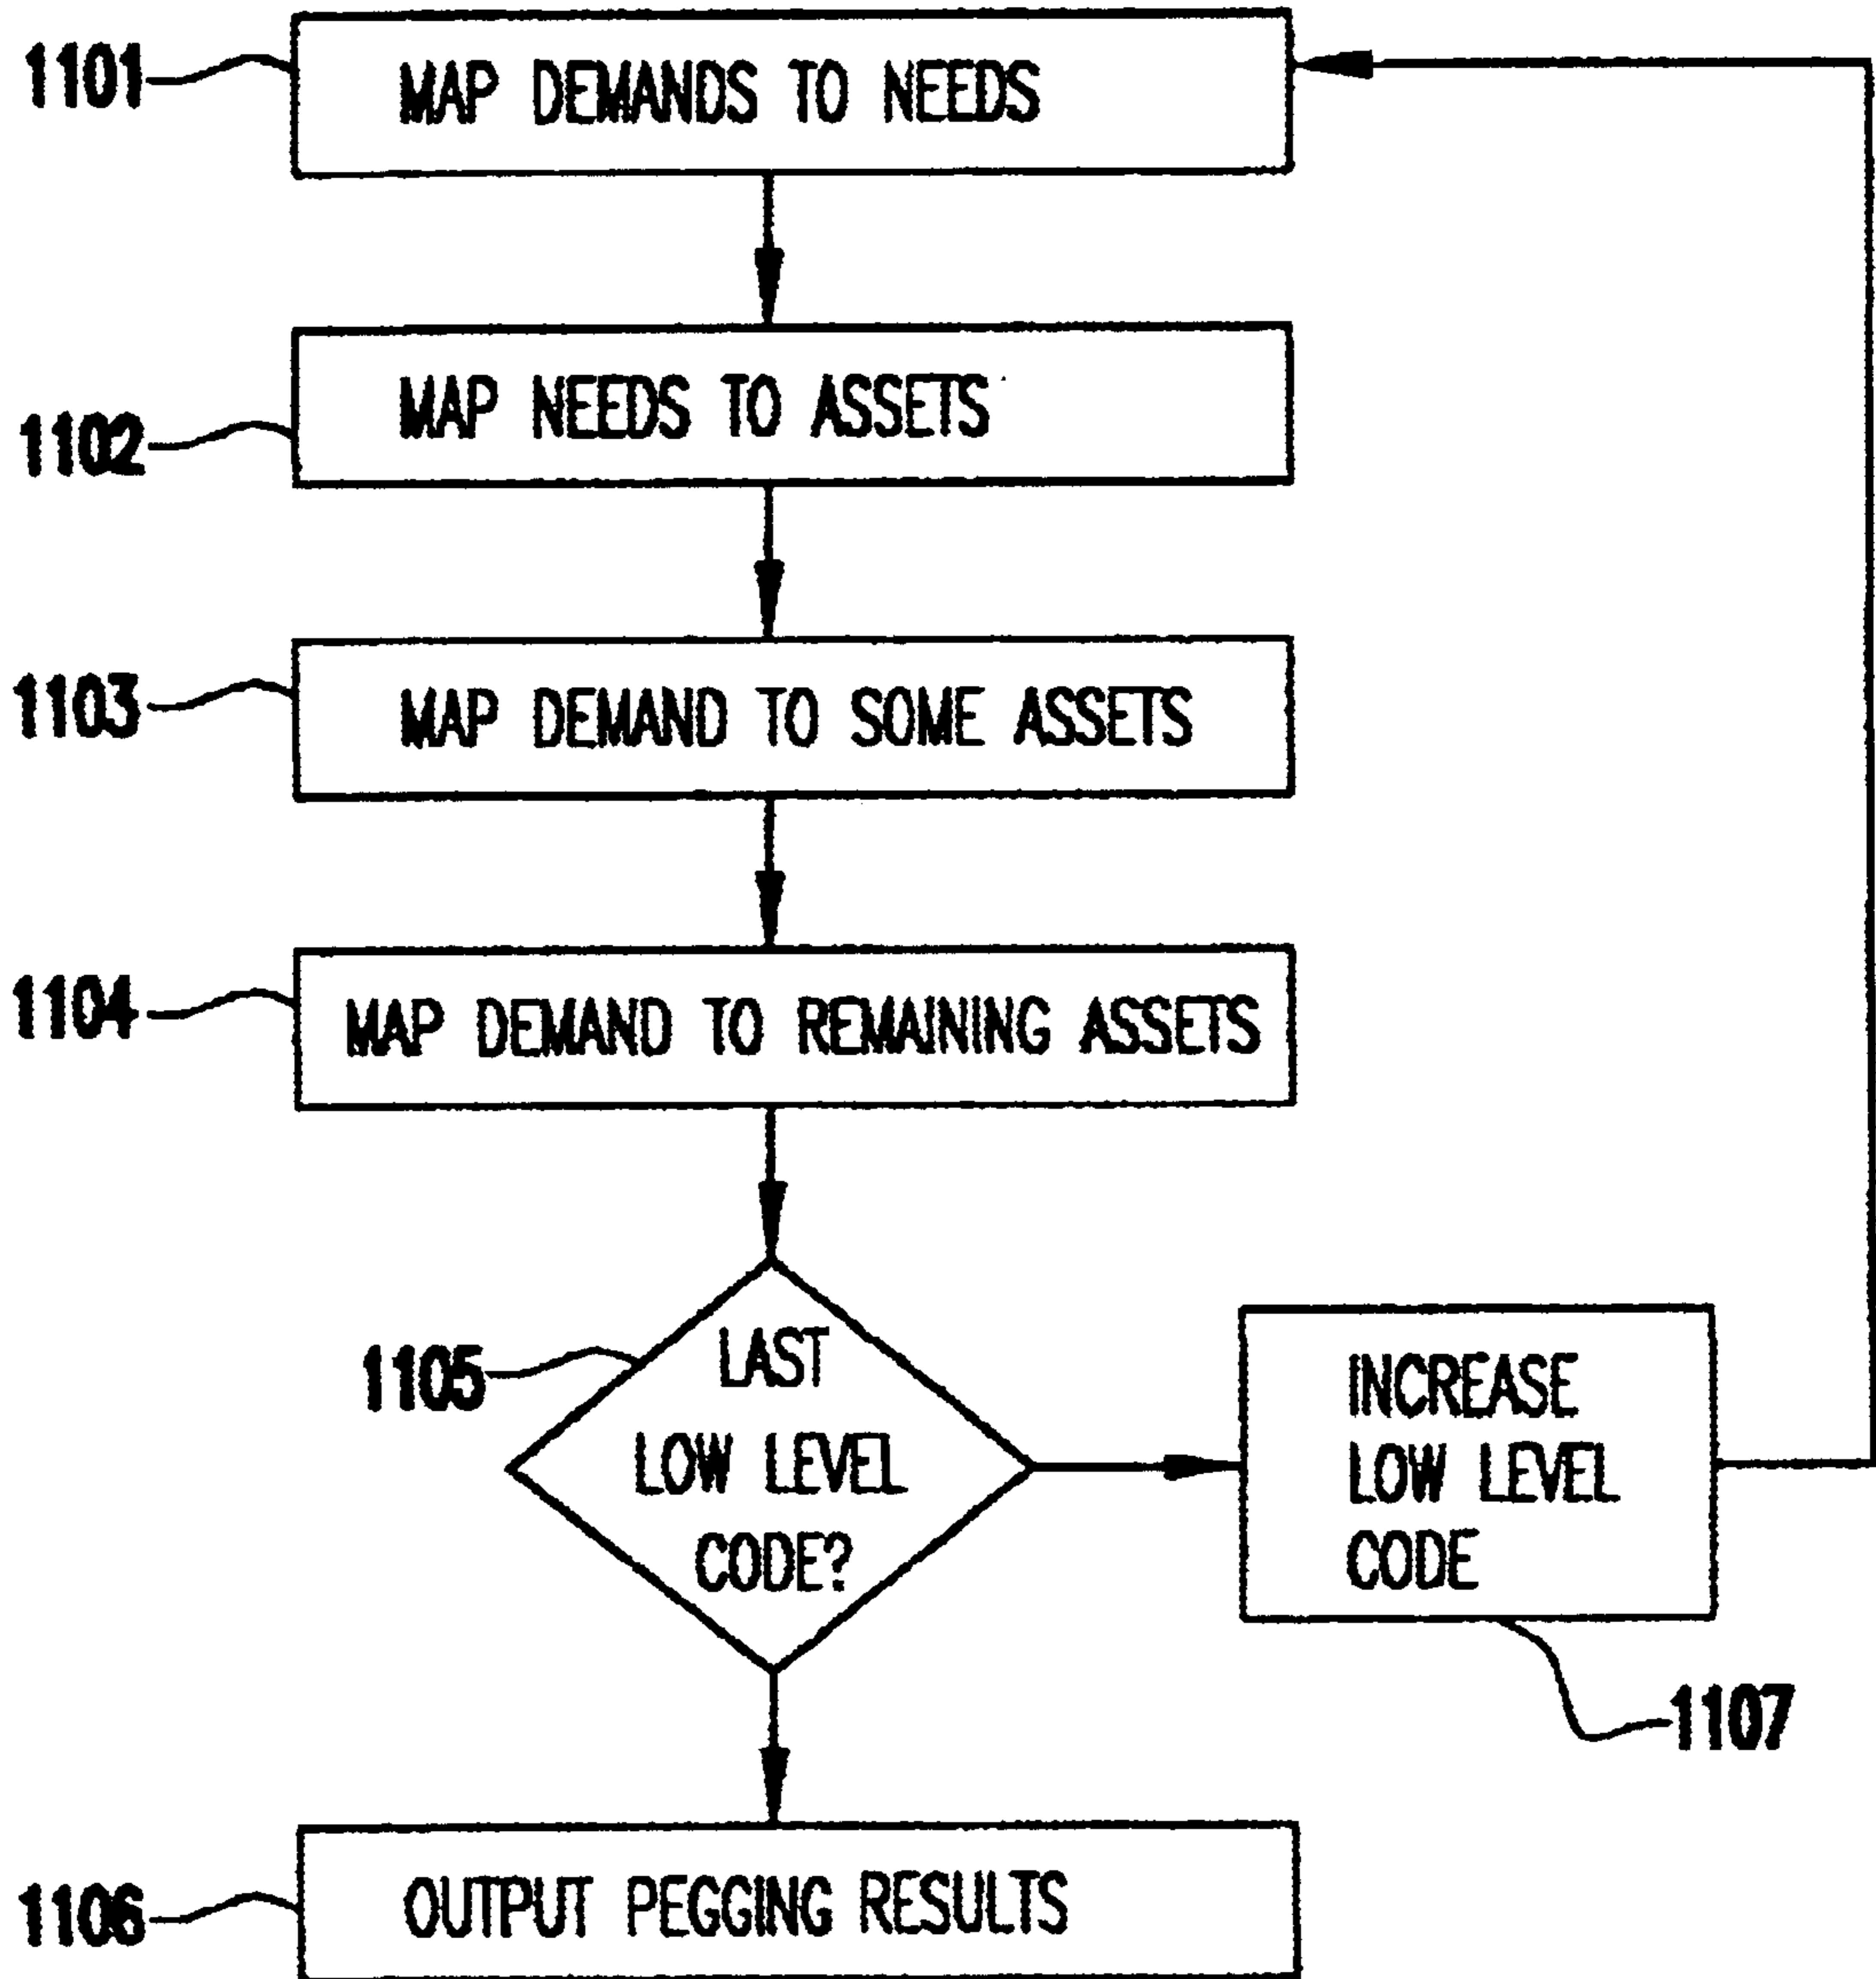 1101
MAP DEMANDS TO NEEDS
1102
MAP NEEDS TO ASSETS
1103
MAP DEMAND TO SOME ASSETS
1104
MAP DEMAND TO REMAINING ASSETS
1105
LAST
LOW LEVEL
CODE?
INCREASE
LOW LEVEL
CODE
1107
1106
OUTPUT PEGGING RESULTS